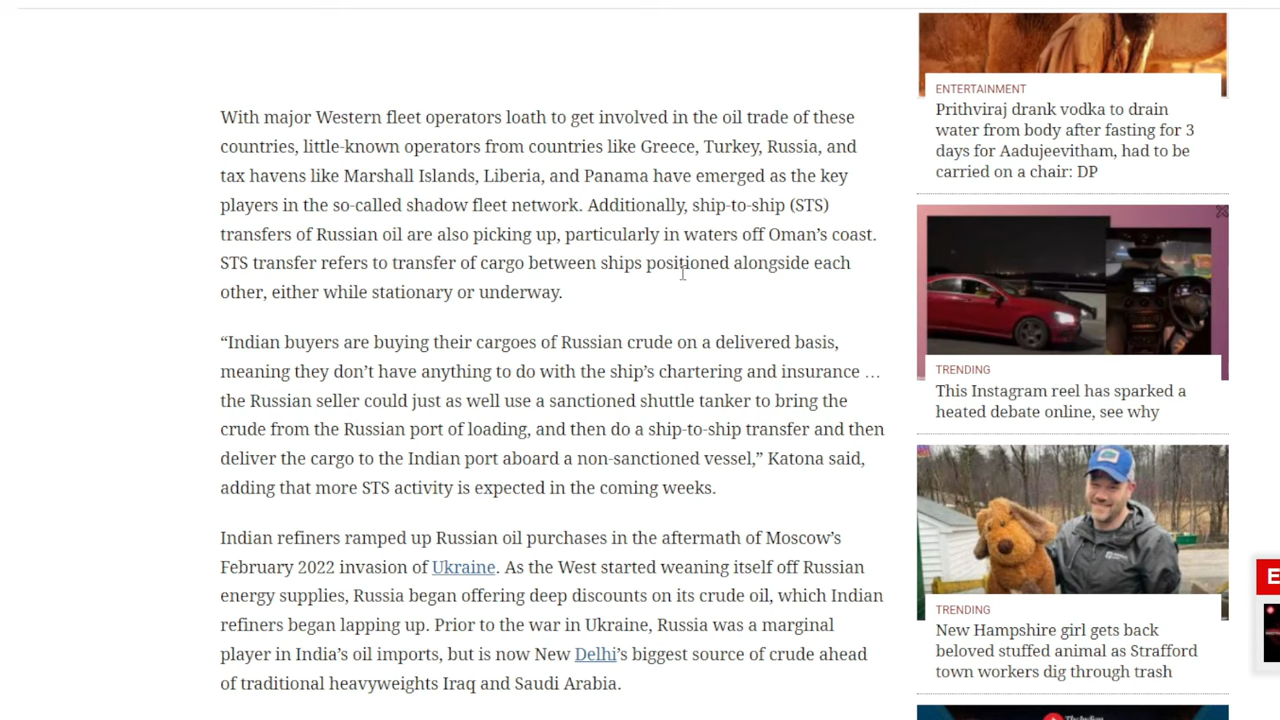 With major Western fleet operators loath to get involved in the oil trade of these
countries, little-known operators from countries like Greece, Turkey, Russia, and
tax havens like Marshall Islands, Liberia, and Panama have emerged as the key
players in the so-called shadow fleet network. Additionally, ship-to-ship (STS)
transfers of Russian oil are also picking up, particularly in waters off Oman’s coast.
STS transfer refers to transfer of cargo between ships positioned alongside each
other, either while stationary or underway.
“Indian buyers are buying their cargoes of Russian crude on a delivered basis,
meaning they don’t have anything to do with the ship’s chartering and insurance …
the Russian seller could just as well use a sanctioned shuttle tanker to bring the
crude from the Russian port of loading, and then do a ship-to-ship transfer and then
deliver the cargo to the Indian port aboard a non-sanctioned vessel,” Katona said,
adding that more STS activity is expected in the coming weeks.
Indian refiners ramped up Russian oil purchases in the aftermath of Moscow’s
February 2022 invasion of Ukraine. As the West started weaning itself off Russian
energy supplies, Russia began offering deep discounts on its crude oil, which Indian
refiners began lapping up. Prior to the war in Ukraine, Russia was a marginal
player in India’s oil imports, but is now New Delhi’s biggest source of crude ahead
of traditional heavyweights Iraq and Saudi Arabia.
ENTERTAINMENT
Prithviraj drank vodka to drain
water from body after fasting for 3
days for Aadujeevitham, had to be
carried on a chair: DP
TRENDING
This Instagram reel has sparked a
heated debate online, see why
TRENDING
New Hampshire girl gets back
beloved stuffed animal as Strafford
town workers dig through trash
E